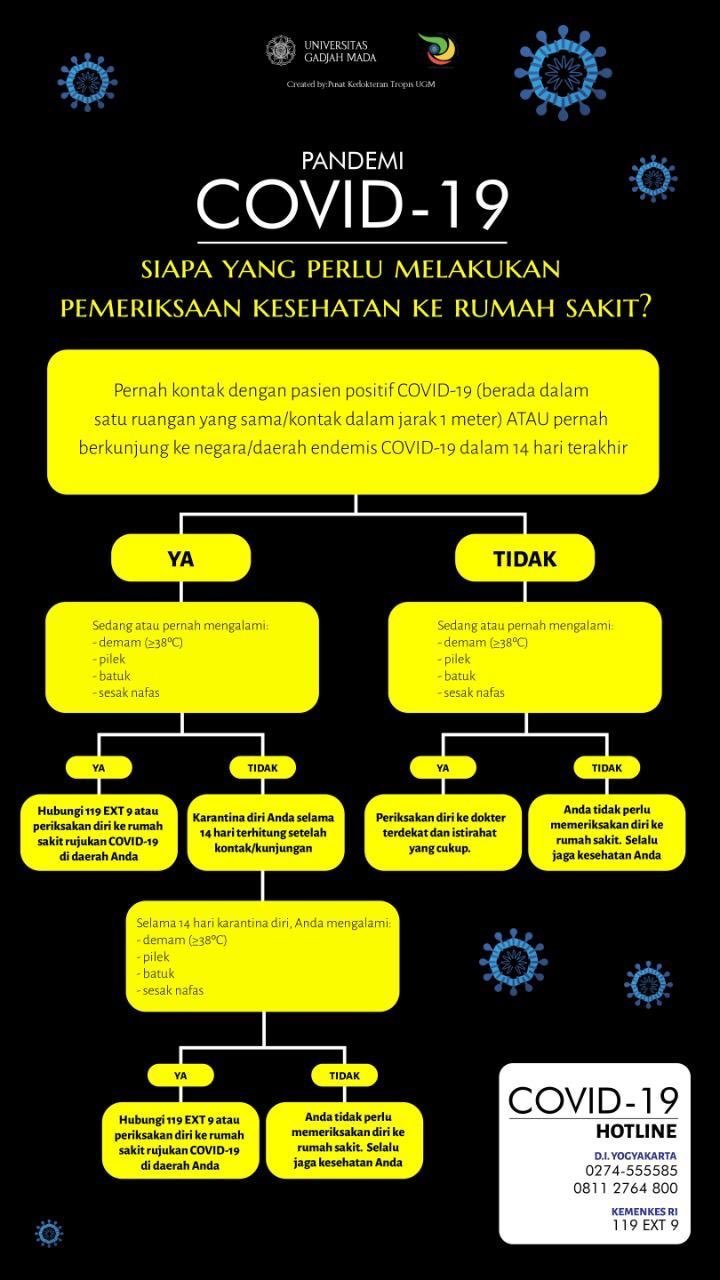 UNIVERSITAS
GADJAH MADA
Created by:Pusat Kedokteran Tropis UGM
PANDEMI
COVID-19
SIAPA YANG PERLU MELAKUKAN
PEMERIKSAAN KESEHATAN KE RUMAH SAKIT?
Pernah kontak dengan pasien positif COVID-19 (berada dalam
satu ruangan yang sama/kontak dalam jarak 1 meter) ATAU pernah
berkunjung ke negara/daerah endemis COVID-19 dalam 14 hari terakhir
YA
Sedang atau pernah mengalami:
- demam (≥38ºC)
- pilek
- batuk
- sesak nafas
TIDAK
Sedang atau pernah mengalami:
- demam (≥38ºC)
- pilek
- batuk
- sesak nafas
YA
Hubungi 119 EXT 9 atau
periksakan diri ke rumah
sakit rujukan COVID-19
di daerah Anda
TIDAK
Karantina diri Anda selama
14 hari terhitung setelah
kontak/kunjungan
YA
Periksakan diri ke dokter
terdekat dan istirahat
yang cukup.
TIDAK
Anda tidak perlu
memeriksakan diri ke
rumah sakit. Selalu
jaga kesehatan Anda
Selama 14 hari karantina diri, Anda mengalami:
- demam (≥38ºC)
- pilek
- batuk
- sesak nafas
YA
Hubungi 119 EXT 9 atau
periksakan diri ke rumah
sakit rujukan COVID-19
di daerah Anda
TIDAK
Anda tidak perlu
memeriksakan diri ke
rumah sakit. Selalu
jaga kesehatan Anda
COVID-19
HOTLINE
D.I. YOGYAKARTA
0274-555585
0811 2764 800
KEMENKES RI
119 EXT 9